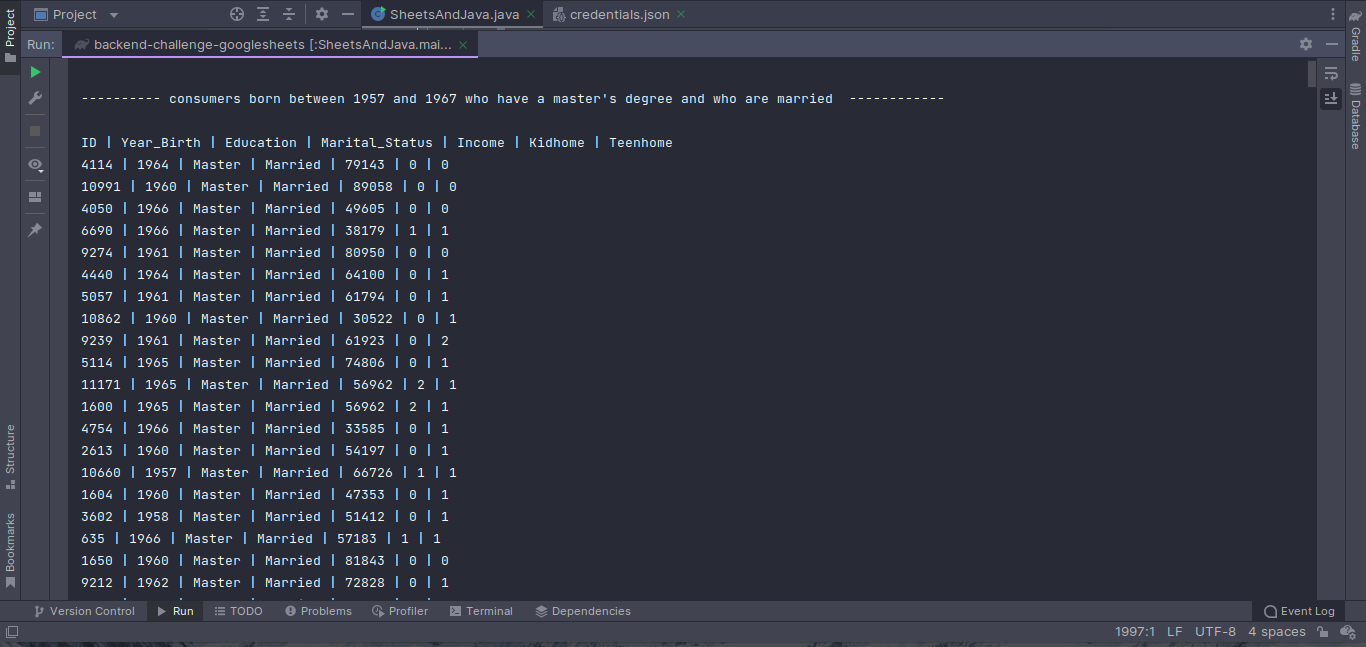 Project
Project
SheetsAndJava.java
credentials.json
Run:
backend-challenge-googlesheets [:SheetsAndJava.mai...
Gradle
Database
---------- consumers born between 1957 and 1967 who have a master's degree and who are married  ------------
ID | Year_Birth | Education | Marital_Status | Income | Kidhome | Teenhome
4114 | 1964 | Master | Married | 79143 | 0 | 0
10991 | 1960 | Master | Married | 89058 | 0 | 0
4050 | 1966 | Master | Married | 49605 | 0 | 0
6690 | 1966 | Master | Married | 38179 | 1 | 1
9274 | 1961 | Master | Married | 80950 | 0 | 0
4440 | 1964 | Master | Married | 64100 | 0 | 1
5057 | 1961 | Master | Married | 61794 | 0 | 1
10862 | 1960 | Master | Married | 30522 | 0 | 1
9239 | 1961 | Master | Married | 61923 | 0 | 2
5114 | 1965 | Master | Married | 74806 | 0 | 1
11171 | 1965 | Master | Married | 56962 | 2 | 1
1600 | 1965 | Master | Married | 56962 | 2 | 1
4754 | 1966 | Master | Married | 33585 | 0 | 1
2613 | 1960 | Master | Married | 54197 | 0 | 1
10660 | 1957 | Master | Married | 66726 | 1 | 1
1604 | 1960 | Master | Married | 47353 | 0 | 1
3602 | 1958 | Master | Married | 51412 | 0 | 1
635 | 1966 | Master | Married | 57183 | 1 | 1
1650 | 1960 | Master | Married | 81843 | 0 | 0
9212 | 1962 | Master | Married | 72828 | 0 | 1
Structure
Bookmarks
Version Control
Run
TODO
Problems
Profiler
Terminal
Dependencies
Event Log
1997:1
LF
UTF-8
4 spaces